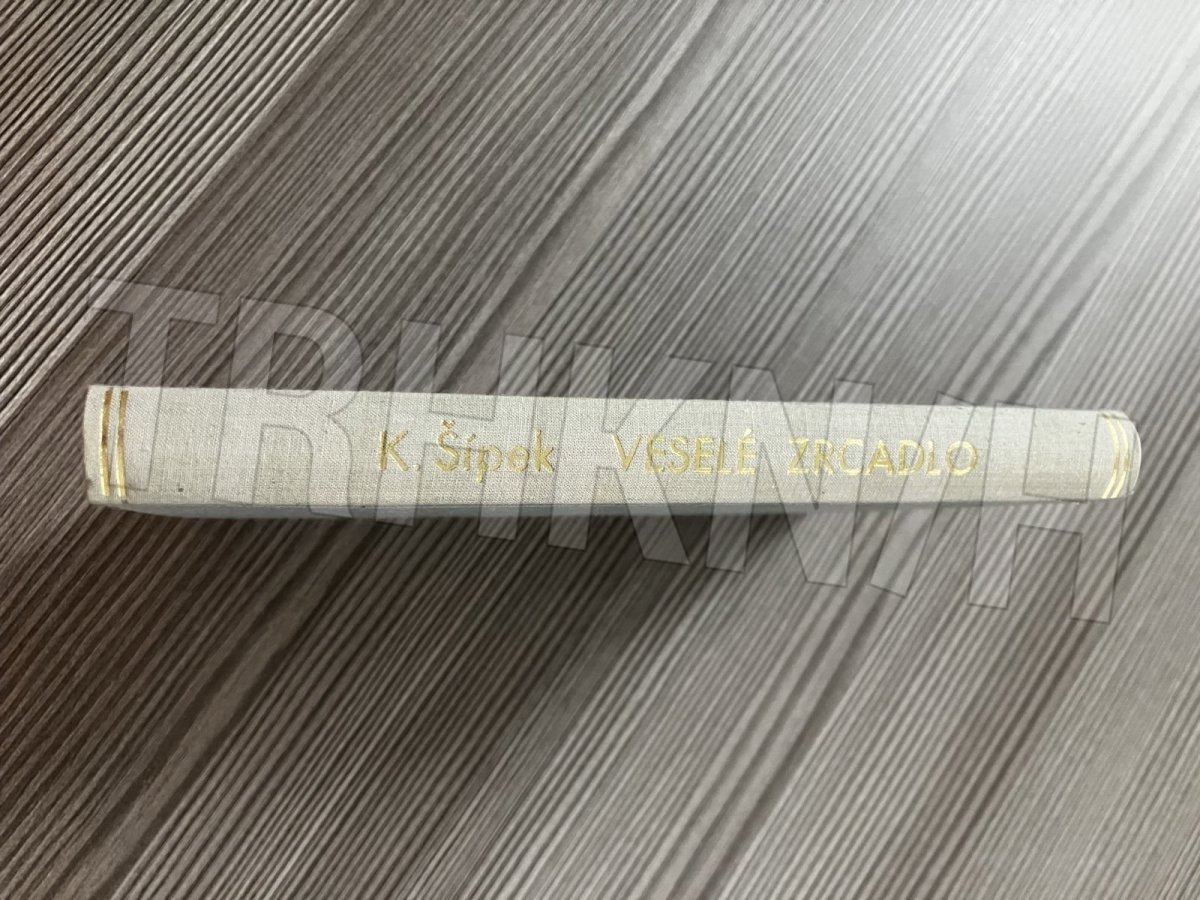 K. Šípek VESELÉ ZRCADLO
TRHKNIH